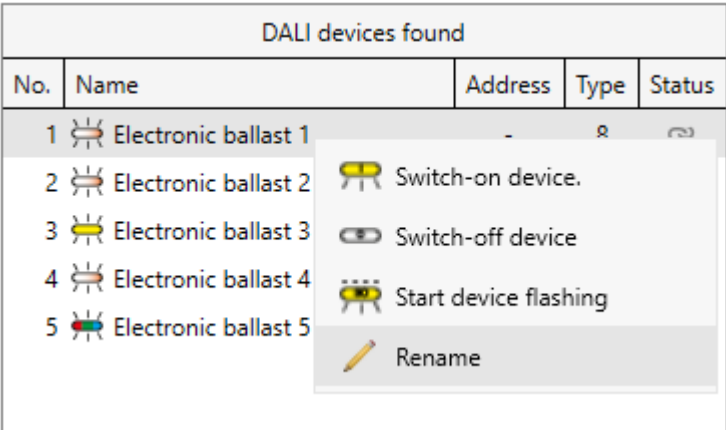 DALI devices found
No. Name Address Type Status
1 Electronic ballast 1 - 8
Switch-on device.
2 Electronic ballast 2
3 Electronic ballast 3 Switch-off device
4 Electronic ballast 4
Start device flashing
5 Electronic ballast 5
Rename